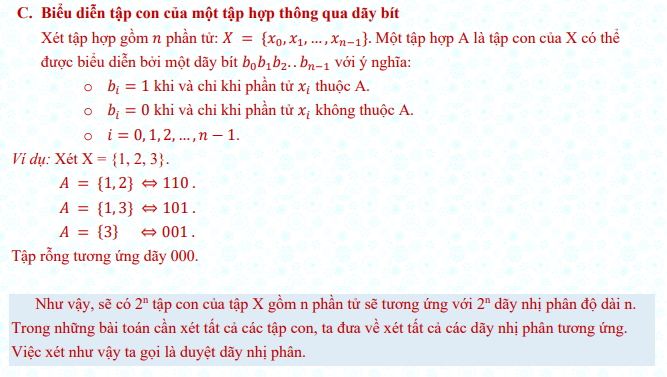 C. Biểu diễn tập con của một tập hợp thông qua dãy bít
Xét tập hợp gồm n phần tử: X = {x₀, x₁, ..., xₙ₋₁}. Một tập hợp A là tập con của X có thể
được biểu diễn bởi một dãy bít b₀b₁b₂.. bₙ₋₁ với ý nghĩa:
o bᵢ = 1 khi và chỉ khi phần tử xᵢ thuộc A.
o bᵢ = 0 khi và chỉ khi phần tử xᵢ không thuộc A.
o i = 0, 1, 2, ..., n − 1.
Ví dụ: Xét X = {1, 2, 3}.
A = {1, 2} ⇔ 110 .
A = {1, 3} ⇔ 101 .
A = {3} ⇔ 001 .
Tập rỗng tương ứng dãy 000.
Như vậy, sẽ có 2ⁿ tập con của tập X gồm n phần tử sẽ tương ứng với 2ⁿ dãy nhị phân độ dài n.
Trong những bài toán cần xét tất cả các tập con, ta đưa về xét tất cả các dãy nhị phân tương ứng.
Việc xét như vậy ta gọi là duyệt dãy nhị phân.